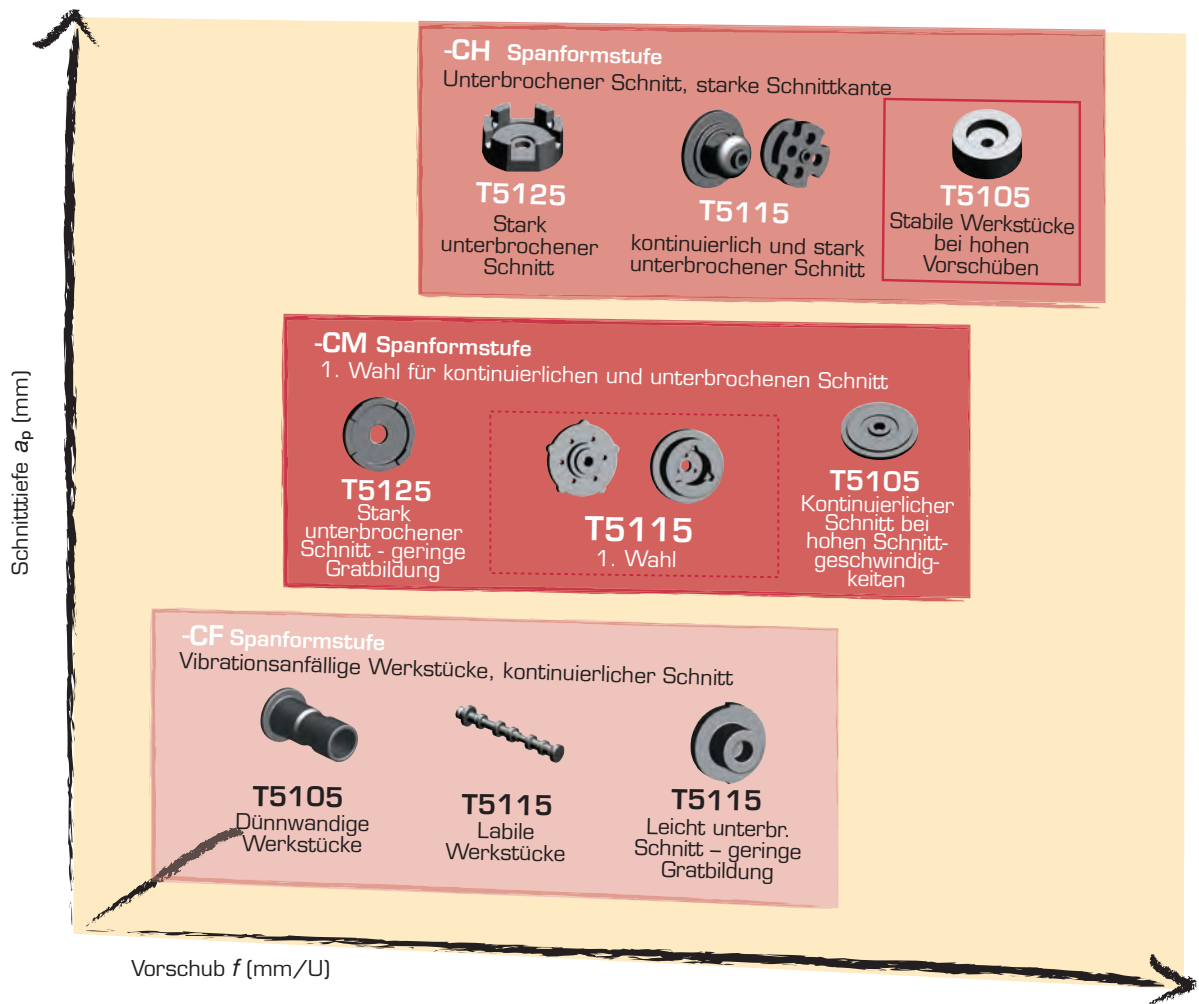 -CH Spanformstufe
Unterbrochener Schnitt, starke Schnittkante
T5125
Stark
unterbrochener
Schnitt
T5115
kontinuierlich und stark
unterbrochener Schnitt
T5105
Stabile Werkstücke
bei hohen
Vorschüben
-CM Spanformstufe
1. Wahl für kontinuierlichen und unterbrochenen Schnitt
T5125
Stark
unterbrochener
Schnitt - geringe
Gratbildung
T5115
1. Wahl
T5105
Kontinuierlicher
Schnitt bei
hohen Schnitt-
geschwindig-
keiten
-CF Spanformstufe
Vibrationsanfällige Werkstücke, kontinuierlicher Schnitt
T5105
Dünnwandige
Werkstücke
T5115
Labile
Werkstücke
T5115
Leicht unterbr.
Schnitt – geringe
Gratbildung
Schnitttiefe ap (mm)
Vorschub f (mm/U)